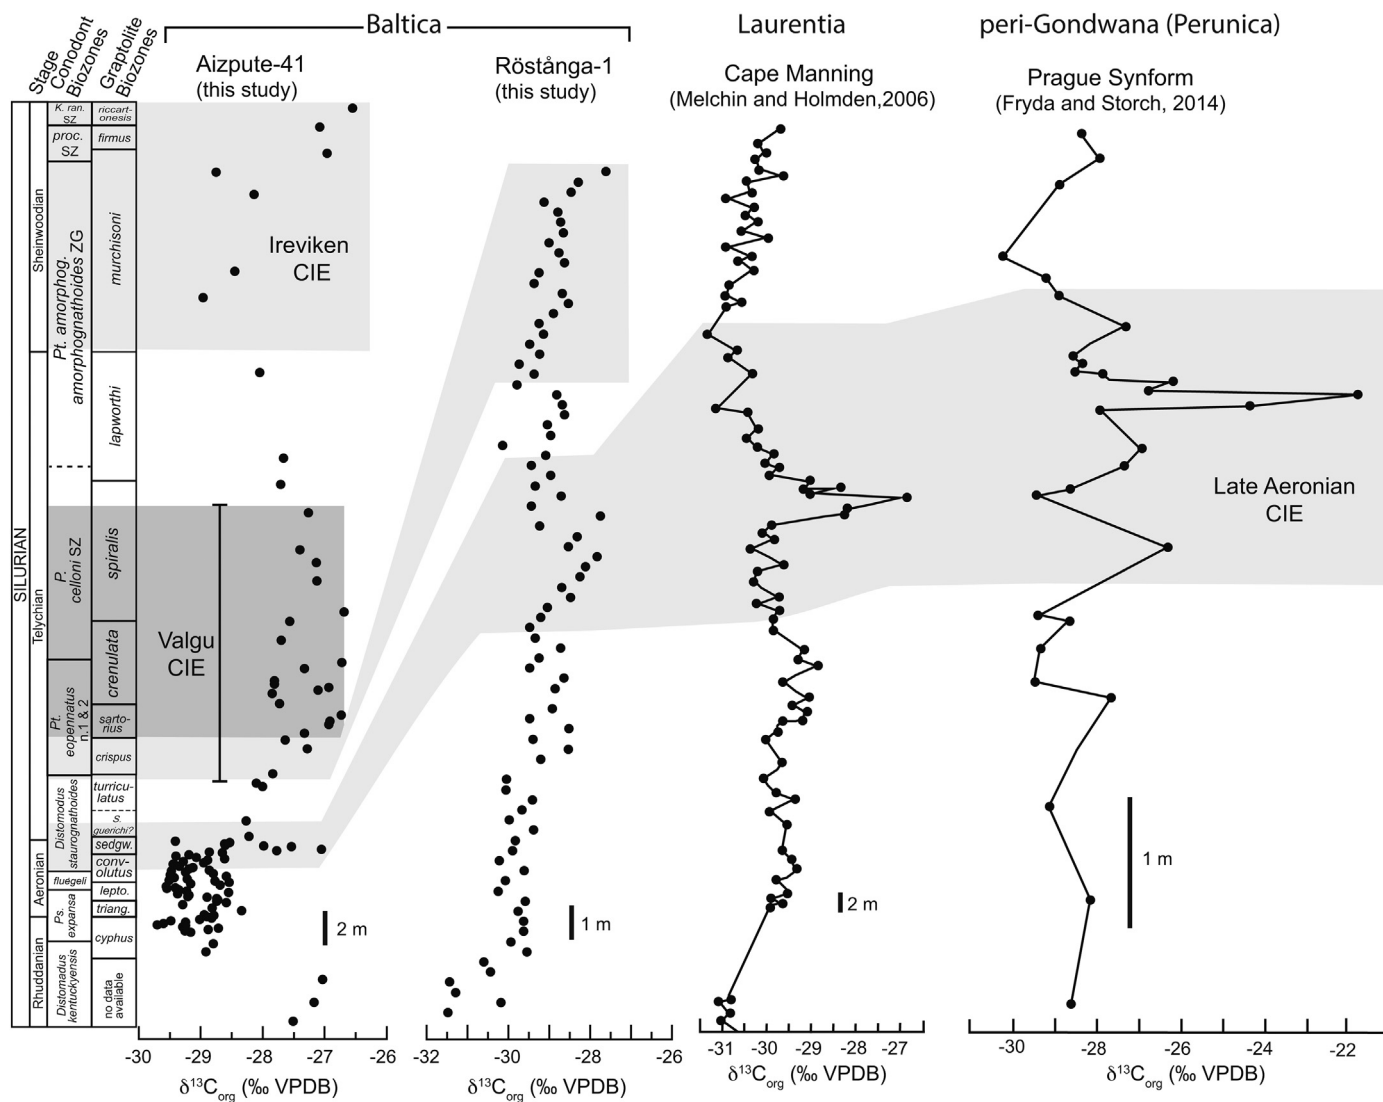 Baltica
Laurentia
peri-Gondwana (Perunica)
Stage
Conodont
Biozones
Graptolite
Biozones
Aizpute-41
(this study)
Röstånga-1
(this study)
Cape Manning
(Melchin and Holmden,2006)
Prague Synform
(Fryda and Storch, 2014)
SILURIAN
Sheinwoodian
Telychian
Aeronian
Rhuddanian
K. ran.
SZ
proc.
SZ
Pt. amorphog.
amorphognathoides ZG
P.
celloni SZ
Pt.
eopennatus
n.1 & 2
Distomodus
staurognathoides
fluegeli
Ps.
expansa
Distomadus
kentuckyensis
riccart-
onesis
firmus
murchisoni
lapworthi
spiralis
crenulata
sarto-
rius
crispus
turricu-
latus
S.
guerichi?
sedgw.
conv-
olutus
lepto.
triang.
cyphus
no data
available
Ireviken
CIE
Valgu
CIE
Late Aeronian
CIE
2 m
1 m
2 m
1 m
-30 -29 -28 -27 -26
-32 -30 -28 -26
-31 -30 -29 -28 -27
-30 -28 -26 -24 -22
δ¹³Corg (‰ VPDB)
δ¹³Corg (‰ VPDB)
δ¹³Corg (‰ VPDB)
δ¹³Corg (‰ VPDB)